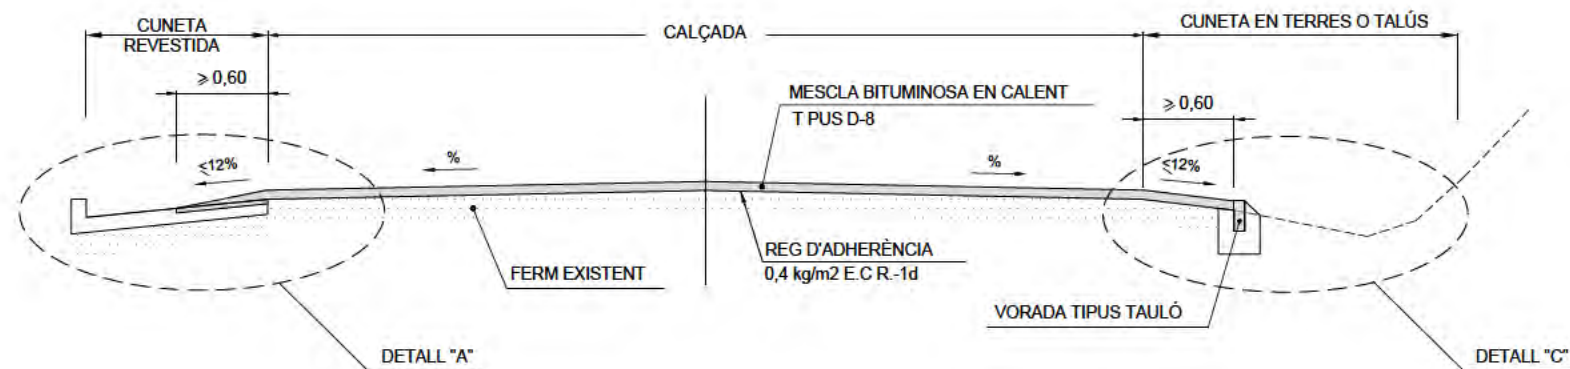 CUNETA
REVESTIDA
CALÇADA
CUNETA EN TERRES O TALÚS
≥ 0,60
MESCLA BITUMINOSA EN CALENT
T PUS D-8
≥ 0,60
≤12%
%
%
≤12%
REG D'ADHERÈNCIA
0,4 kg/m2 E.C R.-1d
FERM EXISTENT
VORADA TIPUS TAULÓ
DETALL "A"
DETALL "C"